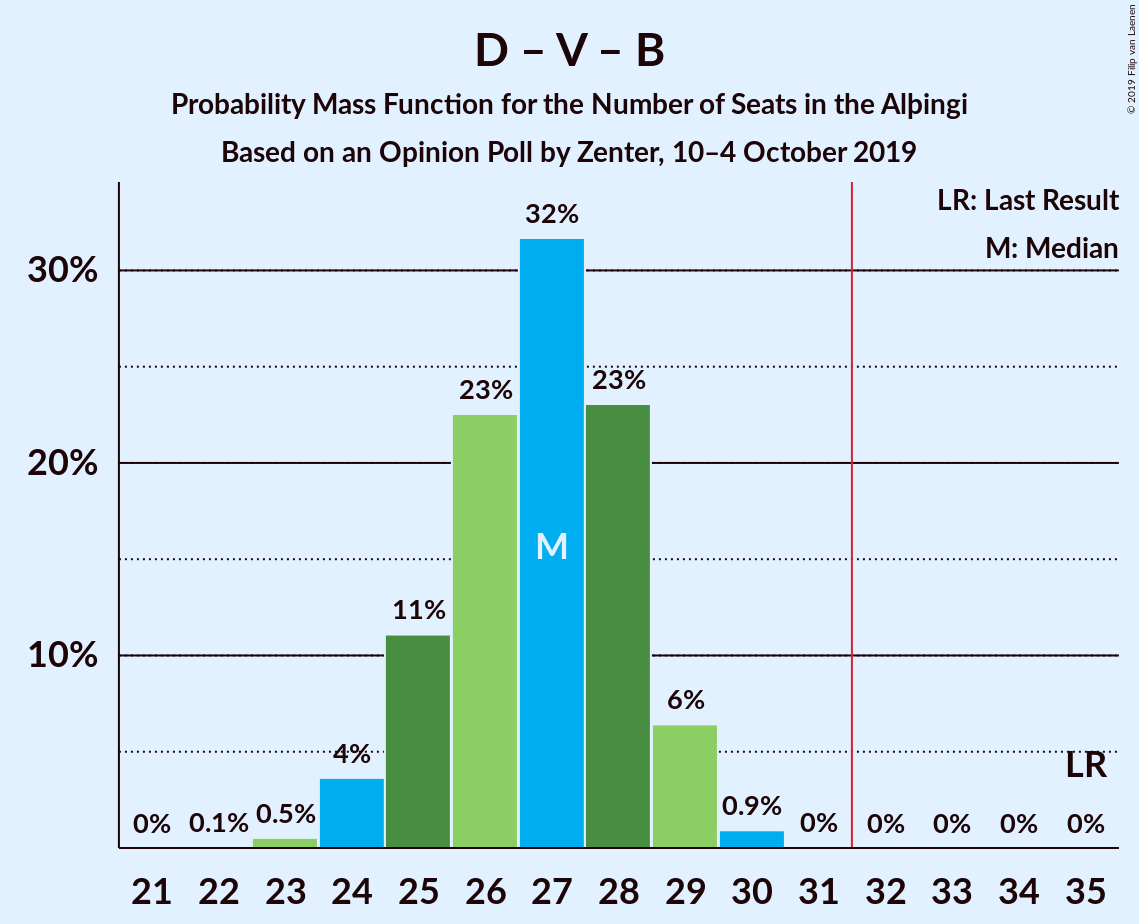 D – V – B
Probability Mass Function for the Number of Seats in the Alþingi
Based on an Opinion Poll by Zenter, 10–4 October 2019
© 2019 Filip van Laenen
LR: Last Result
M: Median
30%
20%
10%
0%
0.1%
0.5%
4%
11%
23%
32%
23%
6%
0.9%
0%
0%
0%
0%
0%
M
LR
21 22 23 24 25 26 27 28 29 30 31 32 33 34 35